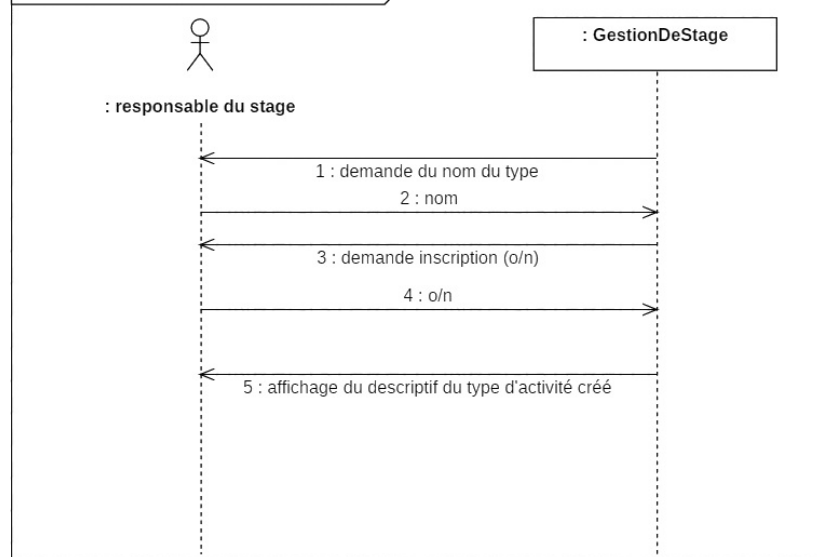 : GestionDeStage
: responsable du stage
1 : demande du nom du type
2 : nom
3 : demande inscription (o/n)
4 : o/n
5 : affichage du descriptif du type d'activité créé